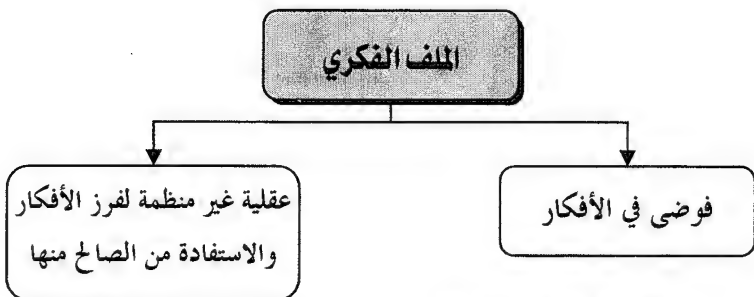 الملف الفكري
فوضى في الأفكار
عقلية غير منظمة لفرز الأفكار
والاستفادة من الصالح منها